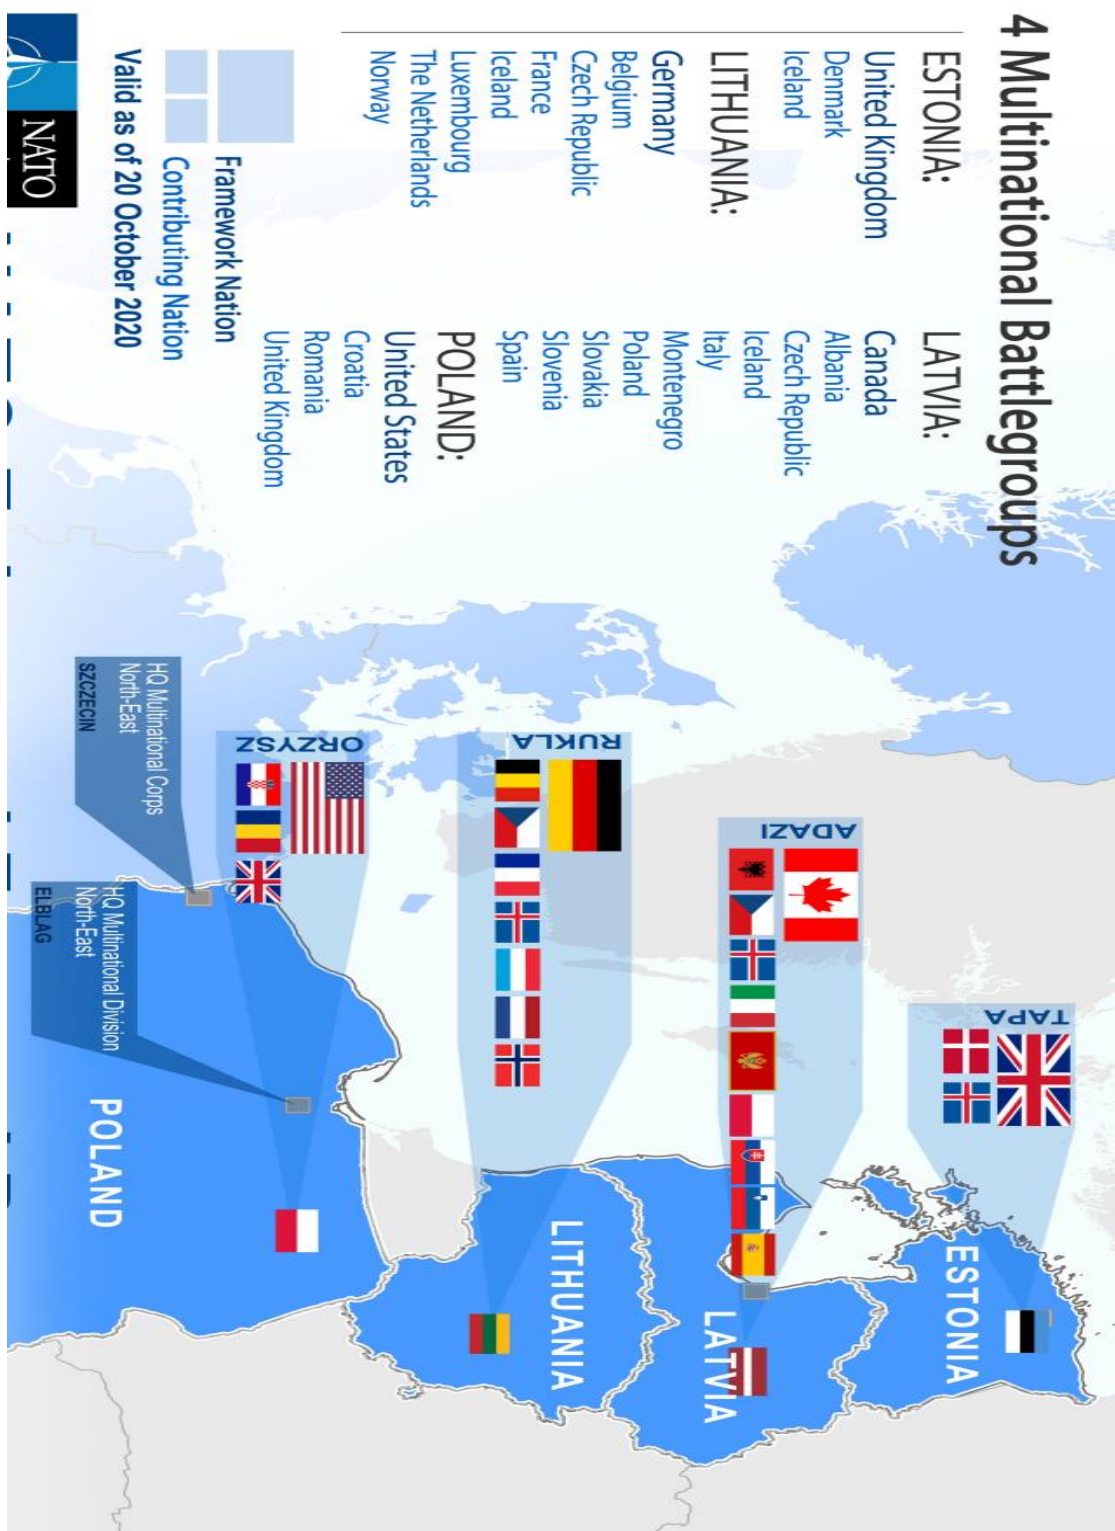 4 Multinational Battlegroups
ESTONIA:
United Kingdom
Denmark
Iceland
LITHUANIA:
Germany
Belgium
Czech Republic
France
Iceland
Luxembourg
The Netherlands
Norway
LATVIA:
Canada
Albania
Czech Republic
Iceland
Italy
Montenegro
Poland
Slovakia
Slovenia
Spain
POLAND:
United States
Croatia
Romania
United Kingdom
Framework Nation
Contributing Nation
Valid as of 20 October 2020
NATO
TAPA
ADAZI
RUKLA
ORZYSZ
HQ Multinational Corps
North-East
SZCZECIN
HQ Multinational Division
North-East
ELBLAG
ESTONIA
LATVIA
LITHUANIA
POLAND